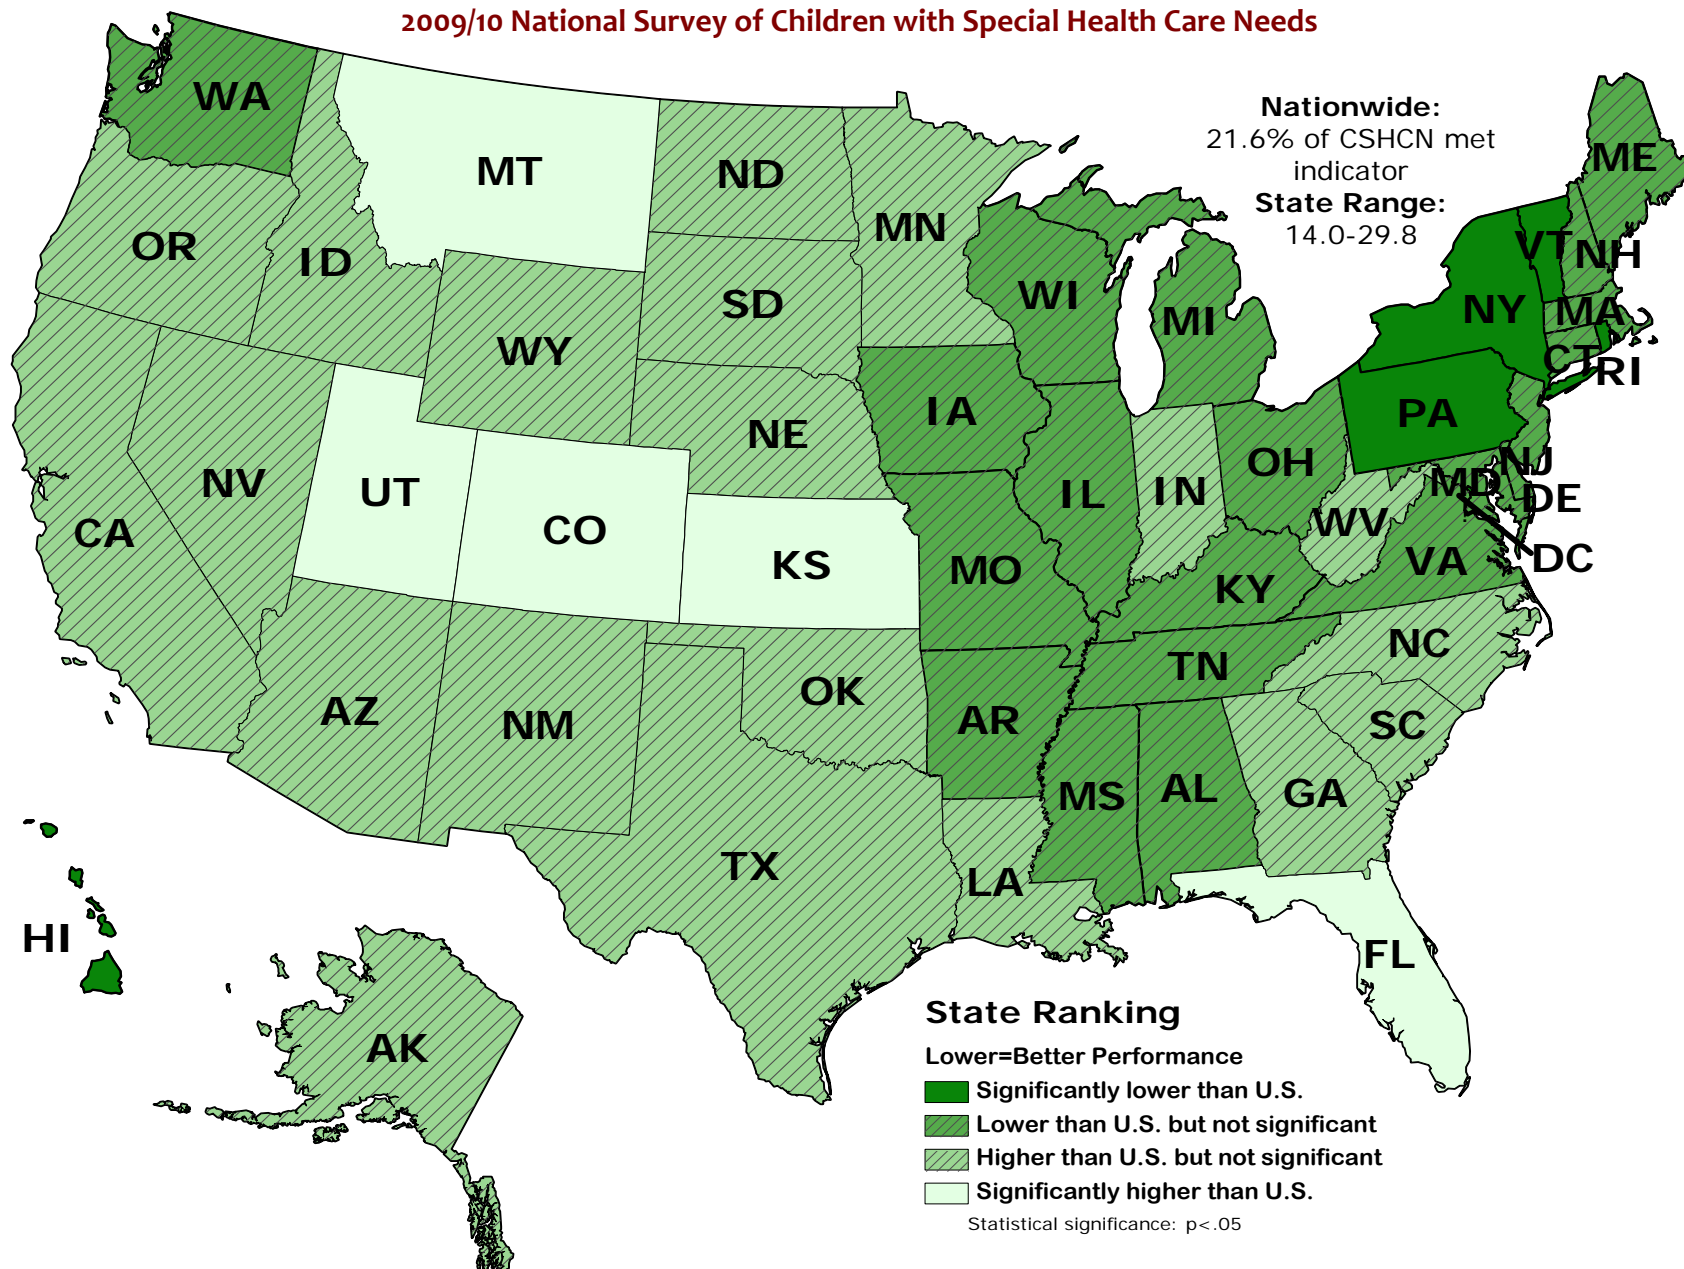 2009/10 National Survey of Children with Special Health Care Needs
Nationwide:
21.6% of CSHCN met
indicator
State Range:
14.0-29.8
WA
MT
ND
MN
ME
OR
ID
SD
WI
MI
VT
NH
NY
MA
WY
CT
RI
IA
PA
NE
OH
NJ
NV
UT
IL
IN
MD
DE
CA
CO
WV
KS
MO
VA
DC
KY
NC
TN
OK
AZ
NM
AR
SC
MS
AL
GA
TX
LA
HI
FL
AK
State Ranking
Lower=Better Performance
Significantly lower than U.S.
Lower than U.S. but not significant
Higher than U.S. but not significant
Significantly higher than U.S.
Statistical significance: p<.05